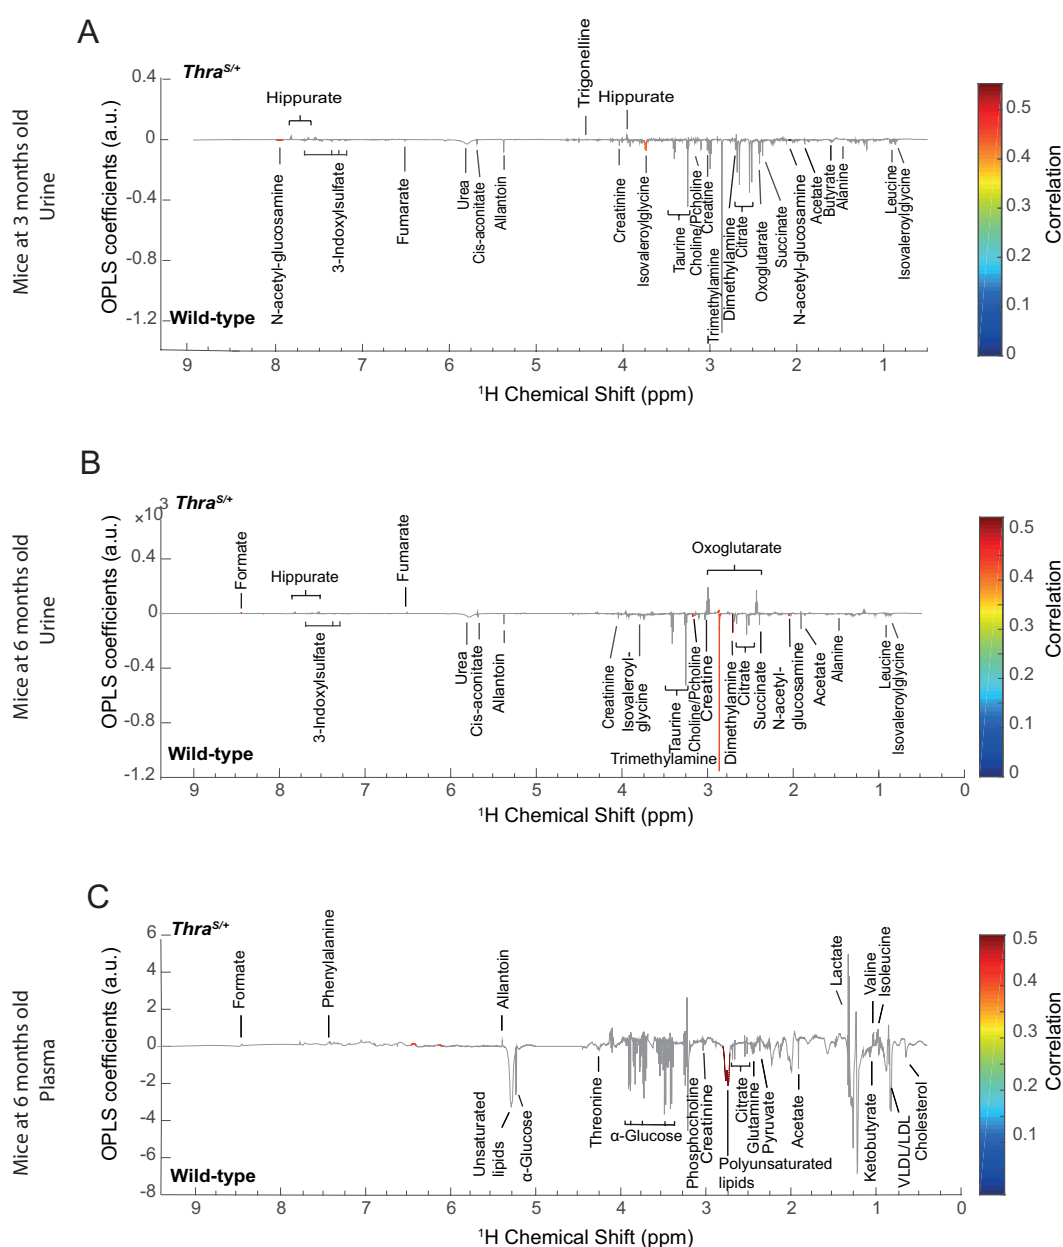 A
Mice at 3 months old
Urine
Thra^S/+
OPLS coefficients (a.u.)
0.4
0
-0.4
-0.8
-1.2
Hippurate
Trigonelline
Hippurate
N-acetyl-glucosamine
3-Indoxylsulfate
Fumarate
Urea
Cis-aconitate
Allantoin
Creatinine
Isovaleroylglycine
Taurine
Choline/Pcholine
Creatine
Trimethylamine
Dimethylamine
Citrate
Oxoglutarate
Succinate
N-acetyl-glucosamine
Acetate
Butyrate
Alanine
Leucine
Isovaleroylglycine
Wild-type
9 8 7 6 5 4 3 2 1
¹H Chemical Shift (ppm)
0.5
0.4
0.3
0.2
0.1
0
Correlation
B
Mice at 6 months old
Urine
×10³
Thra^S/+
OPLS coefficients (a.u.)
0.4
0
-0.4
-0.8
-1.2
Formate
Hippurate
Fumarate
Oxoglutarate
3-Indoxylsulfate
Urea
Cis-aconitate
Allantoin
Creatinine
Isovaleroyl-
glycine
Trimethylamine
Taurine
Choline/Pcholine
Creatine
Dimethylamine
Citrate
Succinate
N-acetyl-
glucosamine
Acetate
Alanine
Leucine
Isovaleroylglycine
Wild-type
9 8 7 6 5 4 3 2 1 0
¹H Chemical Shift (ppm)
0.5
0.4
0.3
0.2
0.1
0
Correlation
C
Mice at 6 months old
Plasma
Thra^S/+
OPLS coefficients (a.u.)
6
4
2
0
-2
-4
-6
-8
Formate
Phenylalanine
Allantoin
Lactate
Valine
Isoleucine
Unsaturated
lipids
α-Glucose
Threonine
α-Glucose
Phosphocholine
Creatinine
Polyunsaturated
lipids
Citrate
Glutamine
Pyruvate
Acetate
Ketobutyrate
VLDL/LDL
Cholesterol
Wild-type
9 8 7 6 5 4 3 2 1 0
¹H Chemical Shift (ppm)
0.5
0.4
0.3
0.2
0.1
Correlation